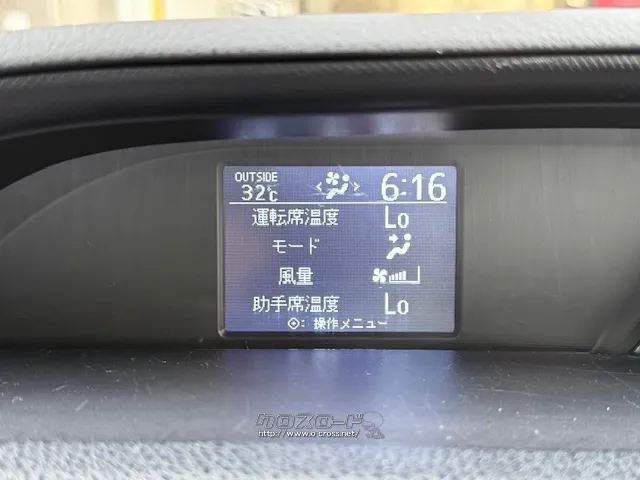 OUTSIDE
32℃
6:16
運転席温度 Lo
モード
風量
助手席温度 Lo
: 操作メニュー
クロスロード
http://www.o-cross.net/